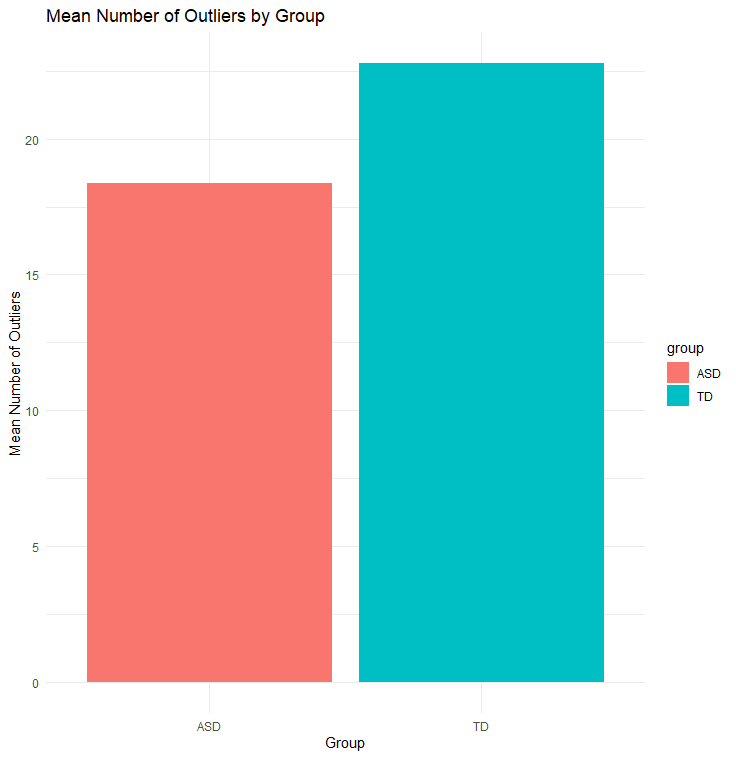 Mean Number of Outliers by Group
Mean Number of Outliers
20
15
10
5
0
ASD
TD
Group
group
ASD
TD